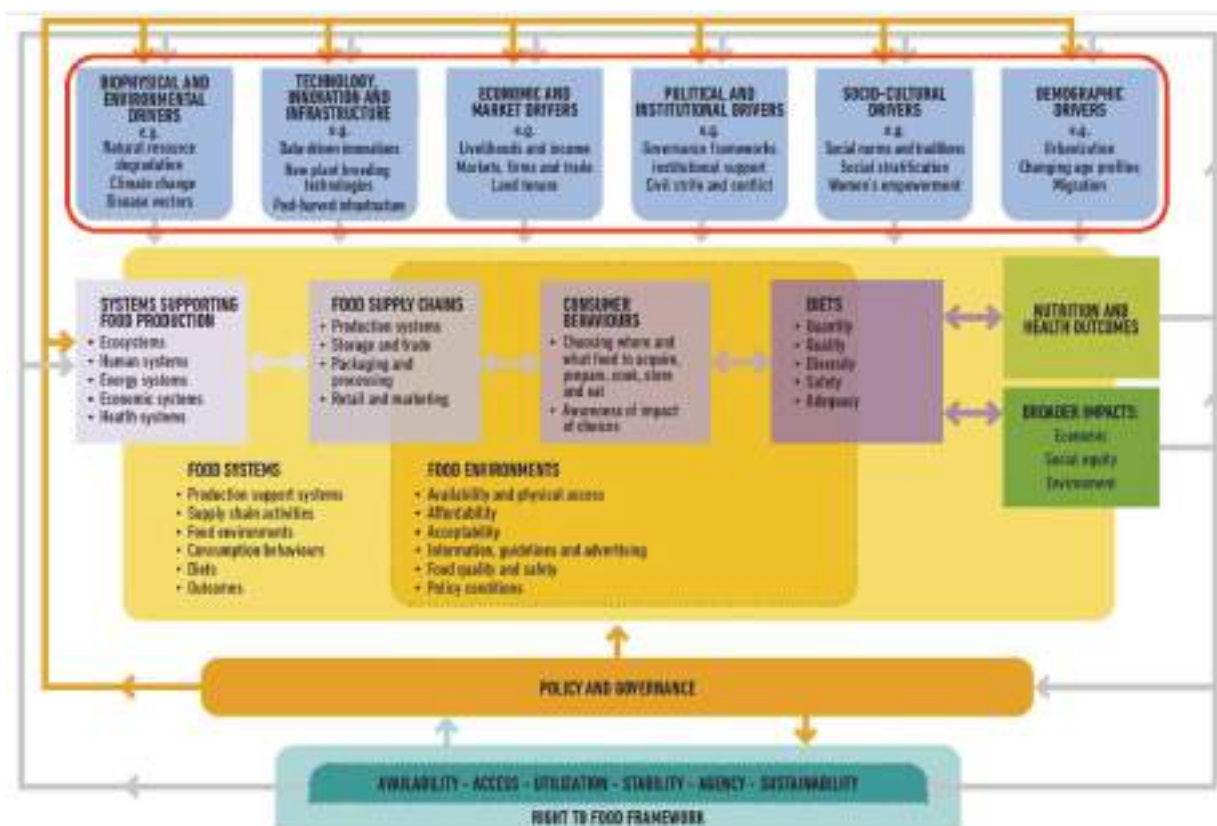 BIOPHYSICAL AND
ENVIRONMENTAL
DRIVERS
e.g.
Natural resource
degradation
Climate change
Disease vectors
TECHNOLOGY,
INNOVATION AND
INFRASTRUCTURE
e.g.
Data-driven innovations
New plant breeding
technologies
Post-harvest infrastructure
ECONOMIC AND
MARKET DRIVERS
e.g.
Livelihoods and income
Markets, firms and trade
Land tenure
POLITICAL AND
INSTITUTIONAL DRIVERS
e.g.
Governance frameworks
institutional support
Civil strife and conflict
SOCIO-CULTURAL
DRIVERS
e.g.
Social norms and traditions
Social stratification
Women's empowerment
DEMOGRAPHIC
DRIVERS
e.g.
Urbanization
Changing age profiles
Migration
SYSTEMS SUPPORTING
FOOD PRODUCTION
• Ecosystems
• Human systems
• Energy systems
• Economic systems
• Health systems
FOOD SUPPLY CHAINS
• Production systems
• Storage and trade
• Packaging and
processing
• Retail and marketing
CONSUMER
BEHAVIOURS
• Choosing where and
what food to acquire,
prepare, cook, store
and eat
• Awareness of impact
of choices
DIETS
• Quantity
• Quality
• Diversity
• Safety
• Adequacy
NUTRITION AND
HEALTH OUTCOMES
BROADER IMPACTS:
Economic
Social equity
Environment
FOOD SYSTEMS
• Production support systems
• Supply chain activities
• Food environments
• Consumption behaviours
• Diets
• Outcomes
FOOD ENVIRONMENTS
• Availability and physical access
• Affordability
• Acceptability
• Information, guidelines and advertising
• Food quality and safety
• Policy conditions
POLICY AND GOVERNANCE
AVAILABILITY - ACCESS - UTILIZATION - STABILITY - AGENCY - SUSTAINABILITY
RIGHT TO FOOD FRAMEWORK